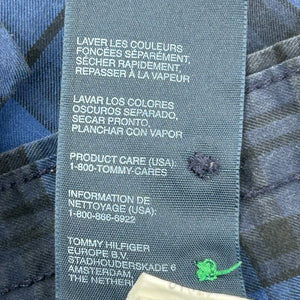 LAVER LES COULEURS
FONCÉES SÉPARÉMENT,
SÉCHER RAPIDEMENT,
REPASSER À LA VAPEUR
LAVAR LOS COLORES
OSCUROS SEPARADO,
SECAR PRONTO,
PLANCHAR CON VAPOR
PRODUCT CARE (USA):
1-800-TOMMY-CARES
INFORMATION DE
NETTOYAGE (USA):
1-800-866-6922
TOMMY HILFIGER
EUROPE B.V.
STADHOUDERSKADE 6
AMSTERDAM
THE NETHER